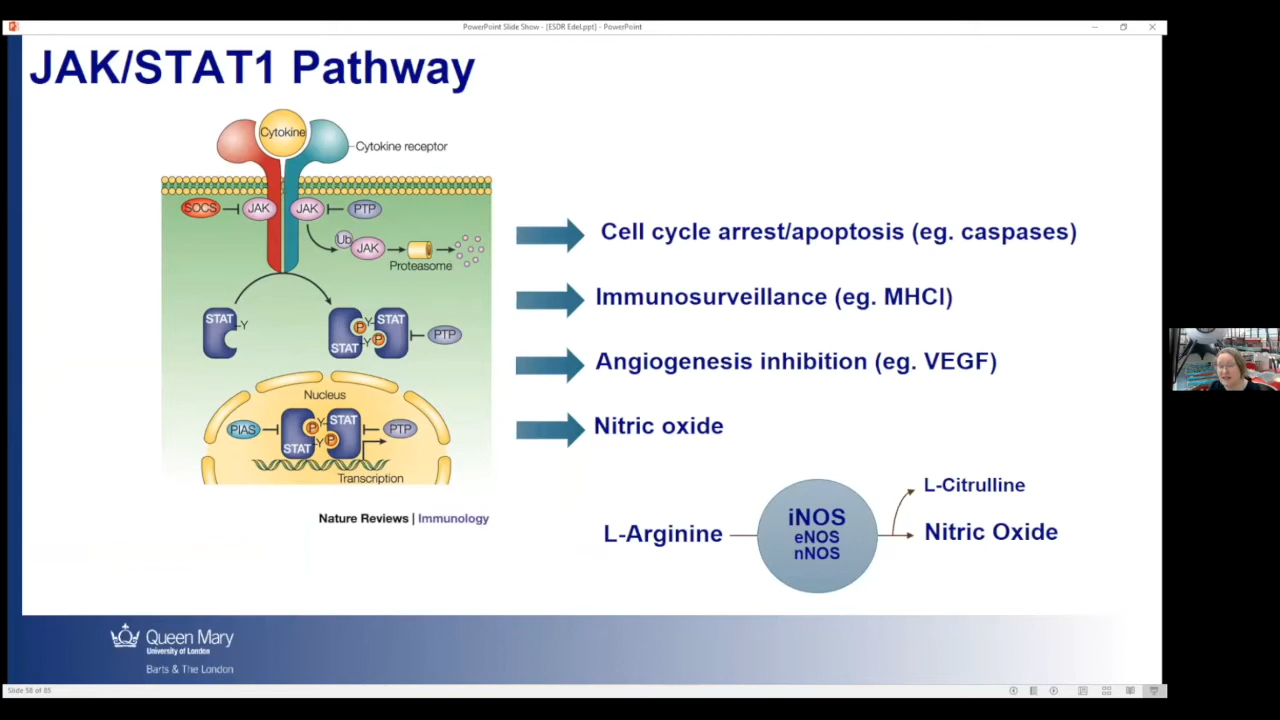 PowerPoint Slide Show - [ESDR Edel.ppt] - PowerPoint
JAK/STAT1 Pathway
Cytokine
Cytokine receptor
SOCS
JAK
JAK
PTP
Ub
JAK
Proteasome
STAT
Y
STAT
P
Y
STAT
Y
P
PTP
Nucleus
PIAS
STAT
P
Y
STAT
Y
P
PTP
Transcription
Nature Reviews | Immunology
Cell cycle arrest/apoptosis (eg. caspases)
Immunosurveillance (eg. MHCI)
Angiogenesis inhibition (eg. VEGF)
Nitric oxide
L-Arginine
iNOS
eNOS
nNOS
L-Citrulline
Nitric Oxide
Queen Mary
University of London
Barts & The London
Slide 58 of 85